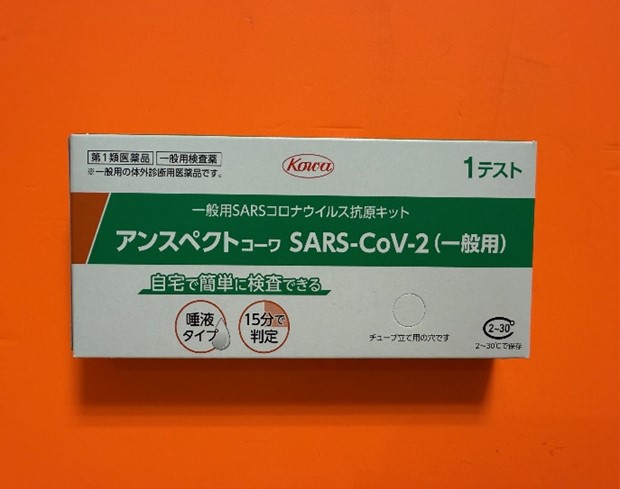 第1類医薬品 一般用検査薬
※一般用の体外診断用医薬品です。
Kowa
1テスト
一般用SARSコロナウイルス抗原キット
アンスペクトコーワ SARS-CoV-2(一般用)
自宅で簡単に検査できる
唾液
タイプ
15分で
判定
チューブ立て用の穴です
2~30°
2~30℃で保存